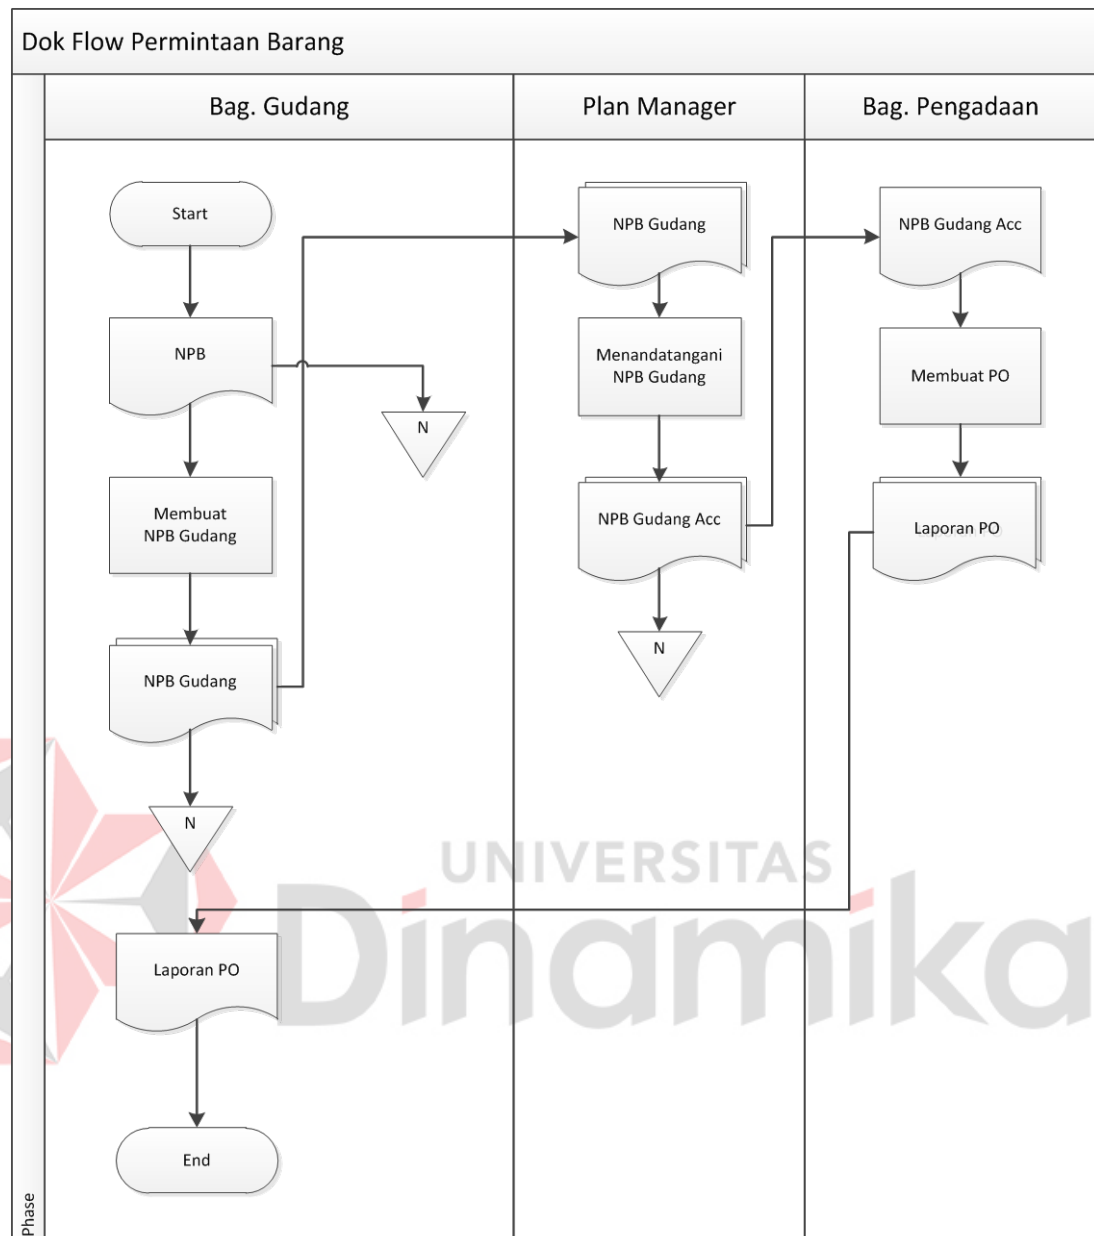 Dok Flow Permintaan Barang
Bag. Gudang
Plan Manager
Bag. Pengadaan
Start
NPB
N
Membuat
NPB Gudang
NPB Gudang
N
Laporan PO
End
NPB Gudang
Menandatangani
NPB Gudang
NPB Gudang Acc
N
NPB Gudang Acc
Membuat PO
Laporan PO
Phase
UNIVERSITAS
Dinamika